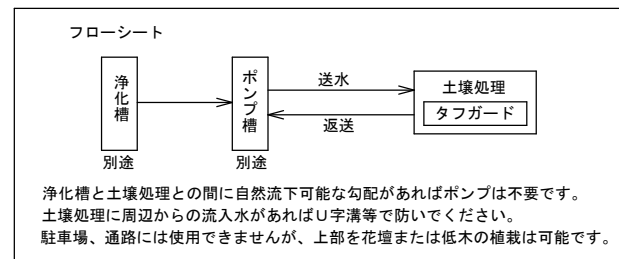 フローシート
浄化槽
ポンプ槽
送水
返送
土壌処理
タフガード
別途
別途
浄化槽と土壌処理との間に自然流下可能な勾配があればポンプは不要です。
土壌処理に周辺からの流入水があればU字溝等で防いでください。
駐車場、通路には使用できませんが、上部を花壇または低木の植栽は可能です。